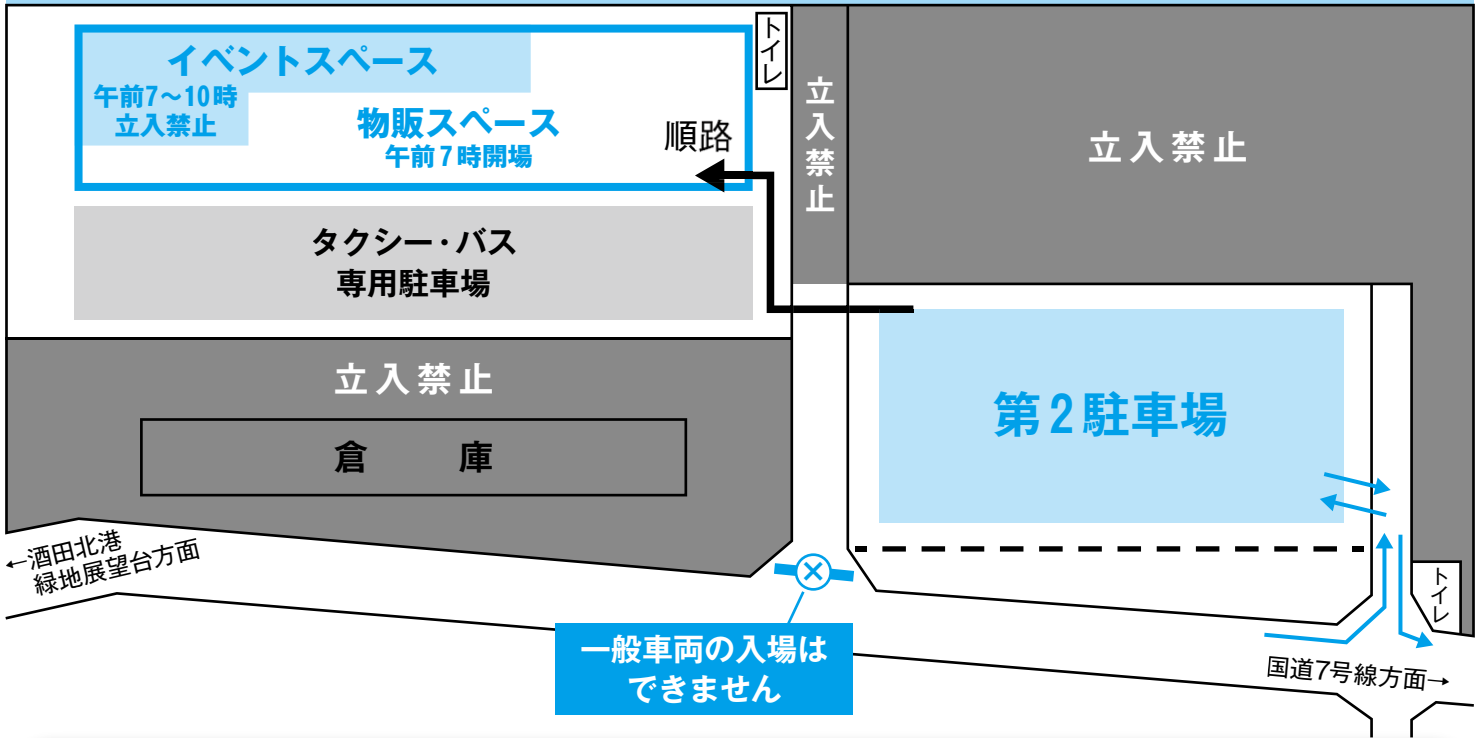 イベントスペース
午前7〜10時
立入禁止
物販スペース
午前7時開場
順路
トイレ
立入禁止
立入禁止
タクシー・バス
専用駐車場
立入禁止
倉庫
第2駐車場
←酒田北港
緑地展望台方面
一般車両の入場は
できません
トイレ
国道7号線方面→